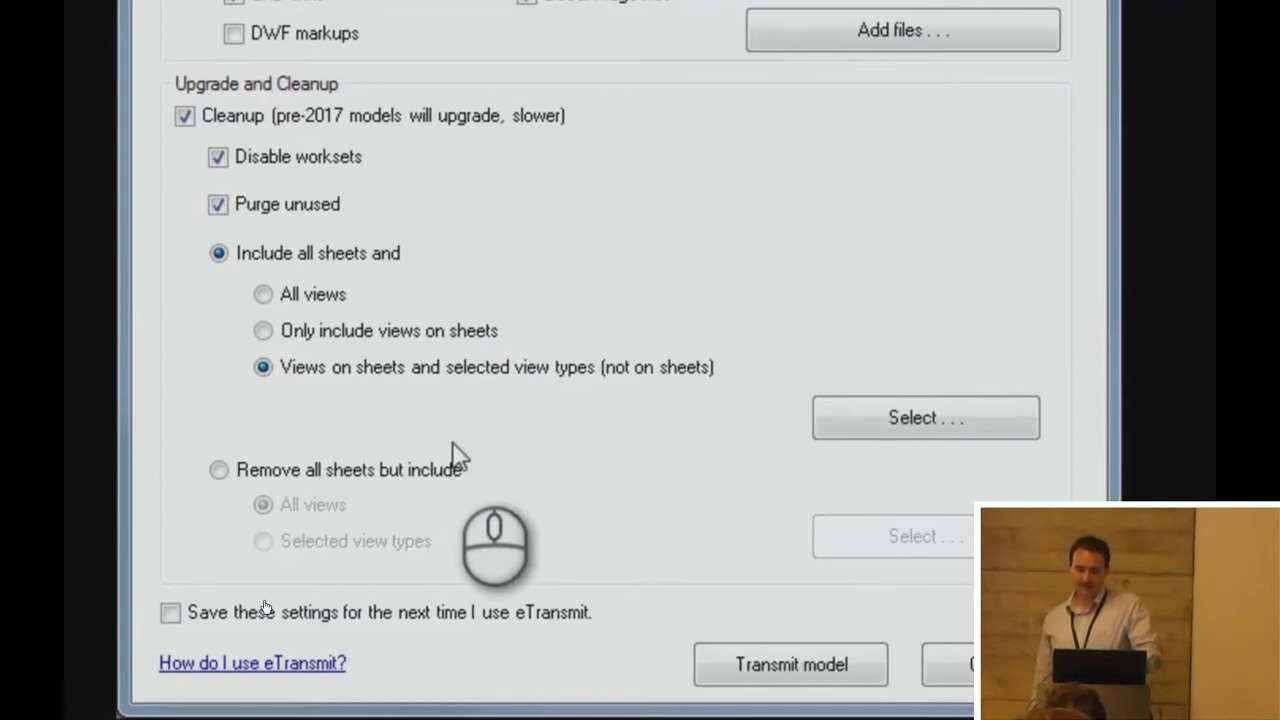 DWF markups
Add files . . .
Upgrade and Cleanup
Cleanup (pre-2017 models will upgrade, slower)
Disable worksets
Purge unused
Include all sheets and
All views
Only include views on sheets
Views on sheets and selected view types (not on sheets)
Select . . .
Remove all sheets but include
All views
Selected view types
Select . . .
Save these settings for the next time I use eTransmit.
How do I use eTransmit?
Transmit model